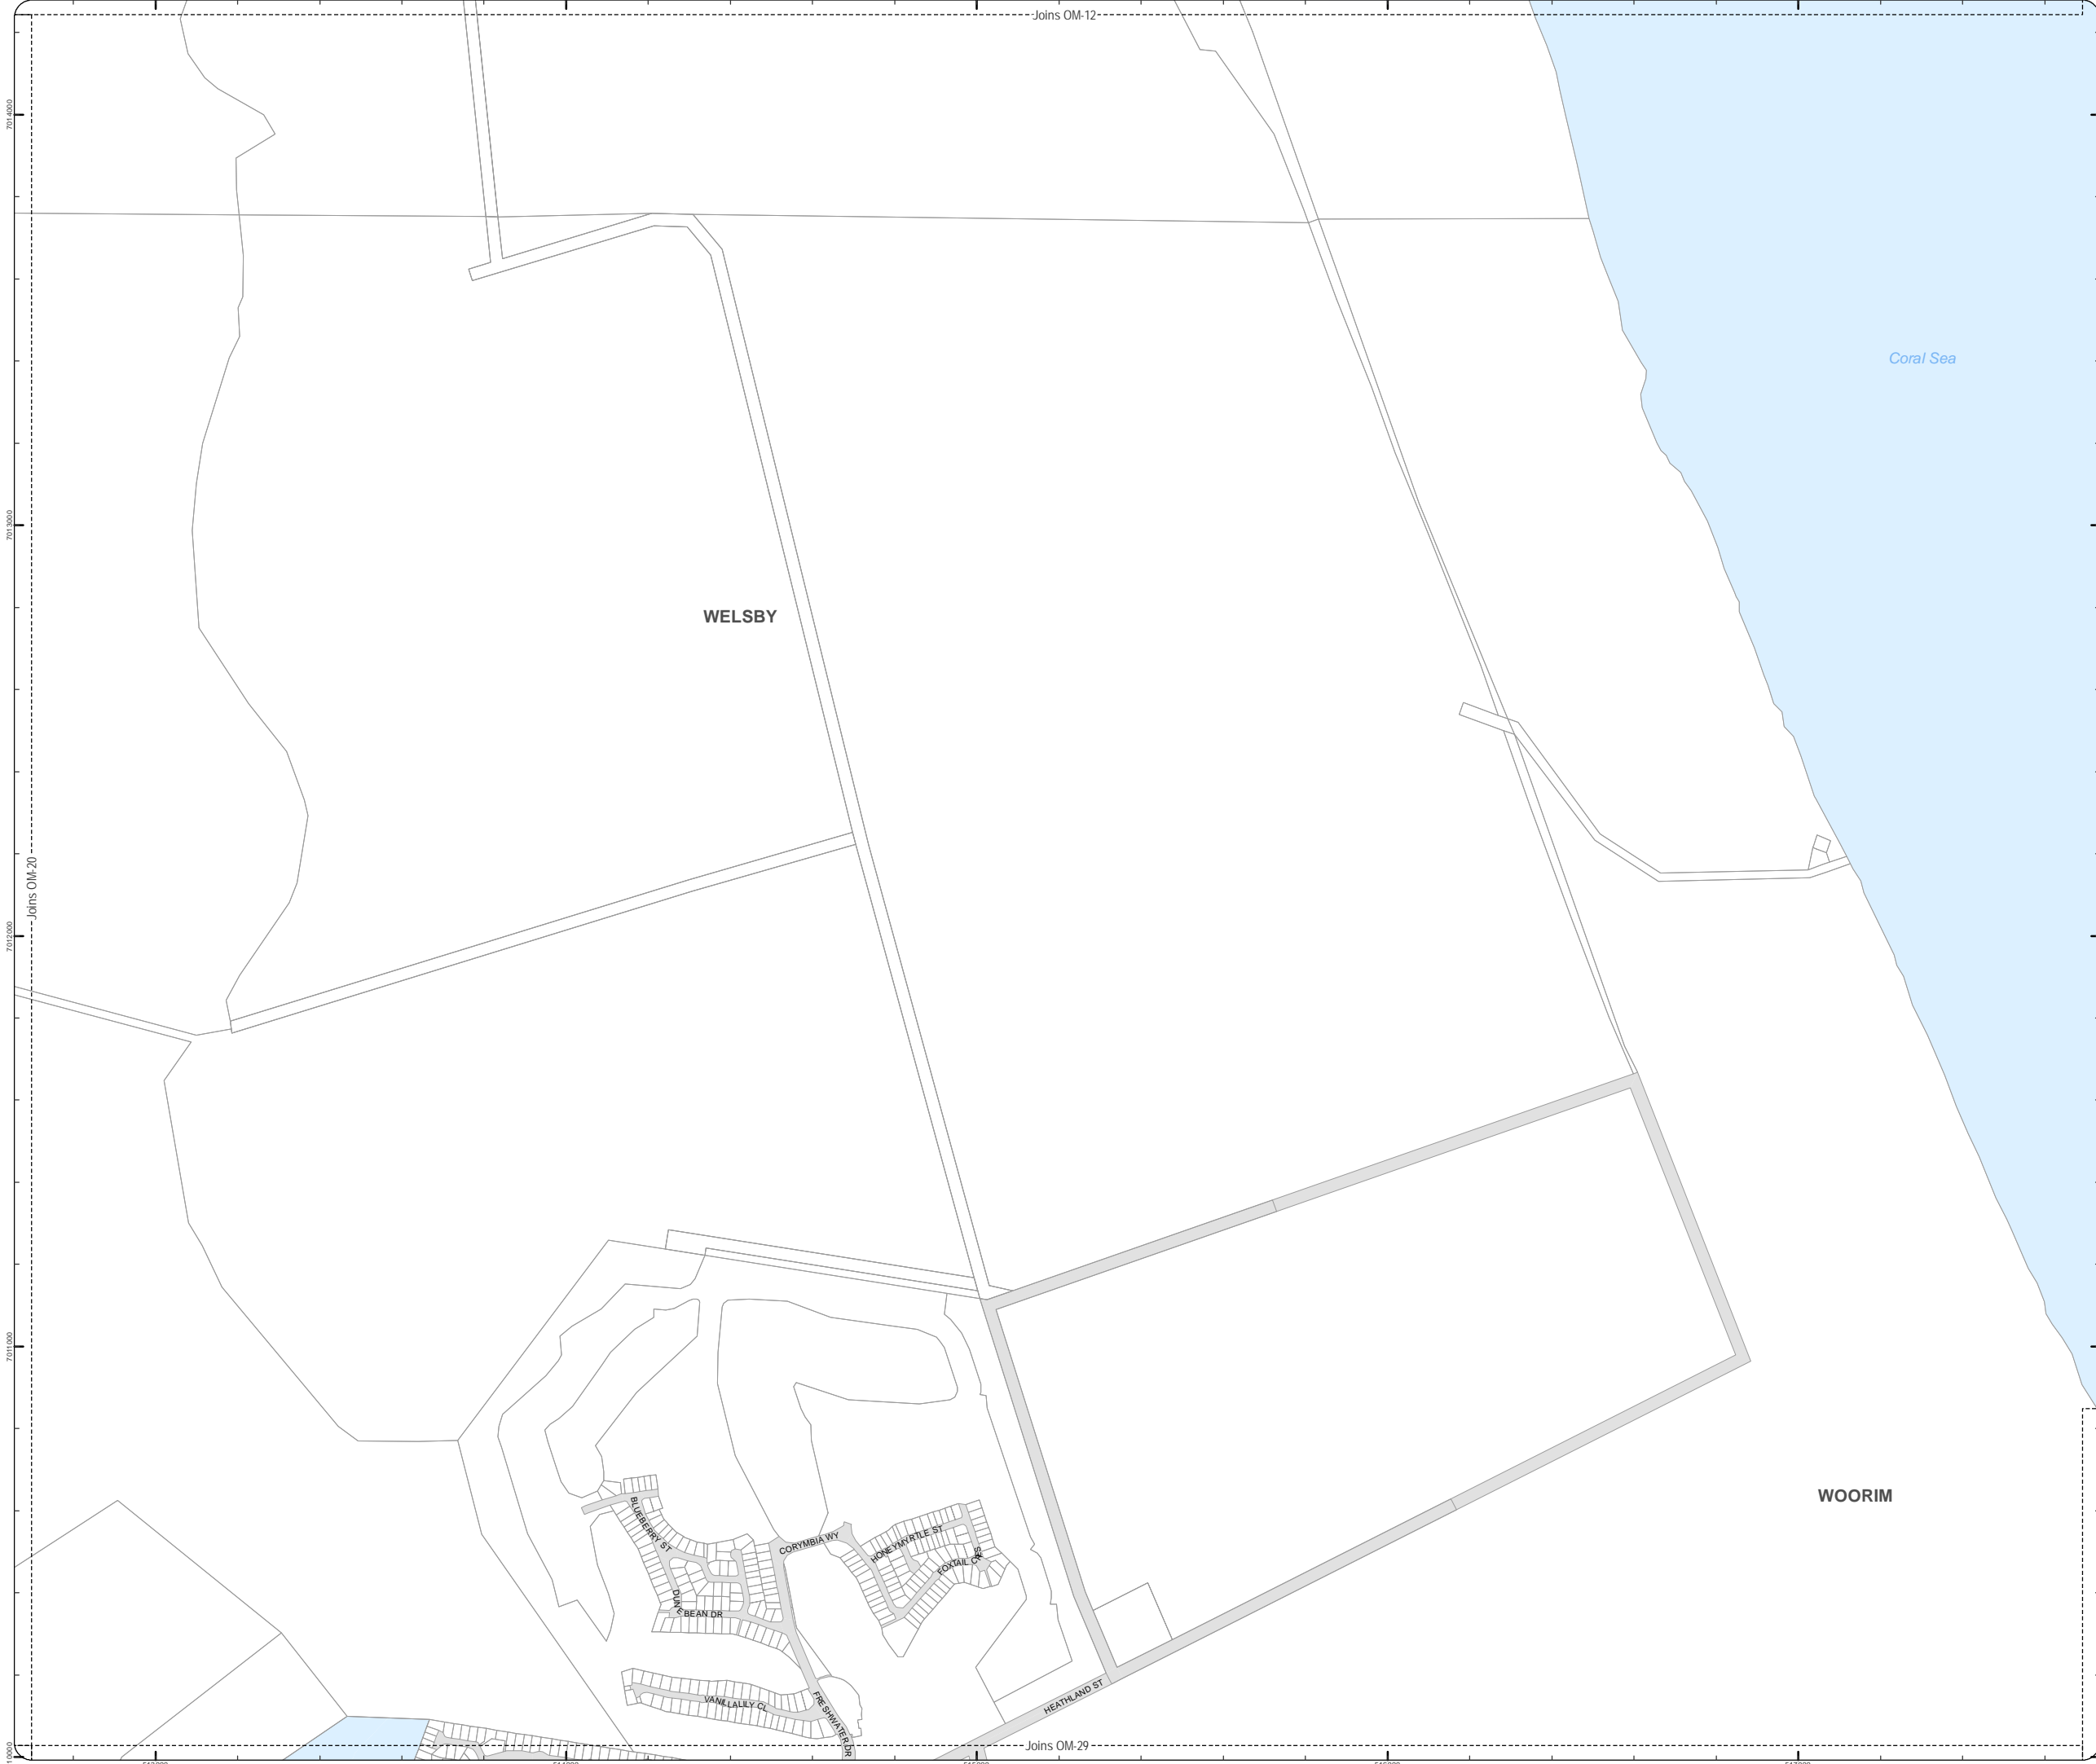 Joins OM-12
7014000
Coral Sea
7013000
WELSBY
Joins OM-20
7012000
7011000
WOORIM
BLUEBERRY ST
CORYMBIA WY
HONEYMYRTLE ST
FOXTAIL CRES
DUNE BEAN DR
VANILLALILY CL
FRESHWATER DR
HEATHLAND ST
Joins OM-29